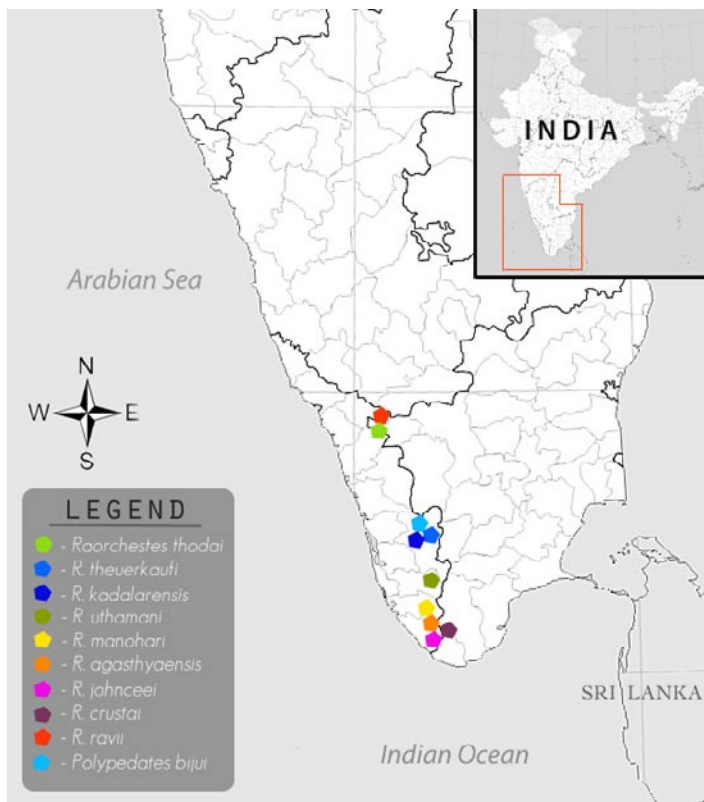 INDIA
Arabian Sea
N
W E
S
LEGEND
- Raorchestes thodai
- R. theuerkaufi
- R. kadalarensis
- R. uthamani
- R. manohari
- R. agasthyaensis
- R. johnceei
- R. crustai
- R. ravii
- Polypedates bijui
SRI LANKA
Indian Ocean